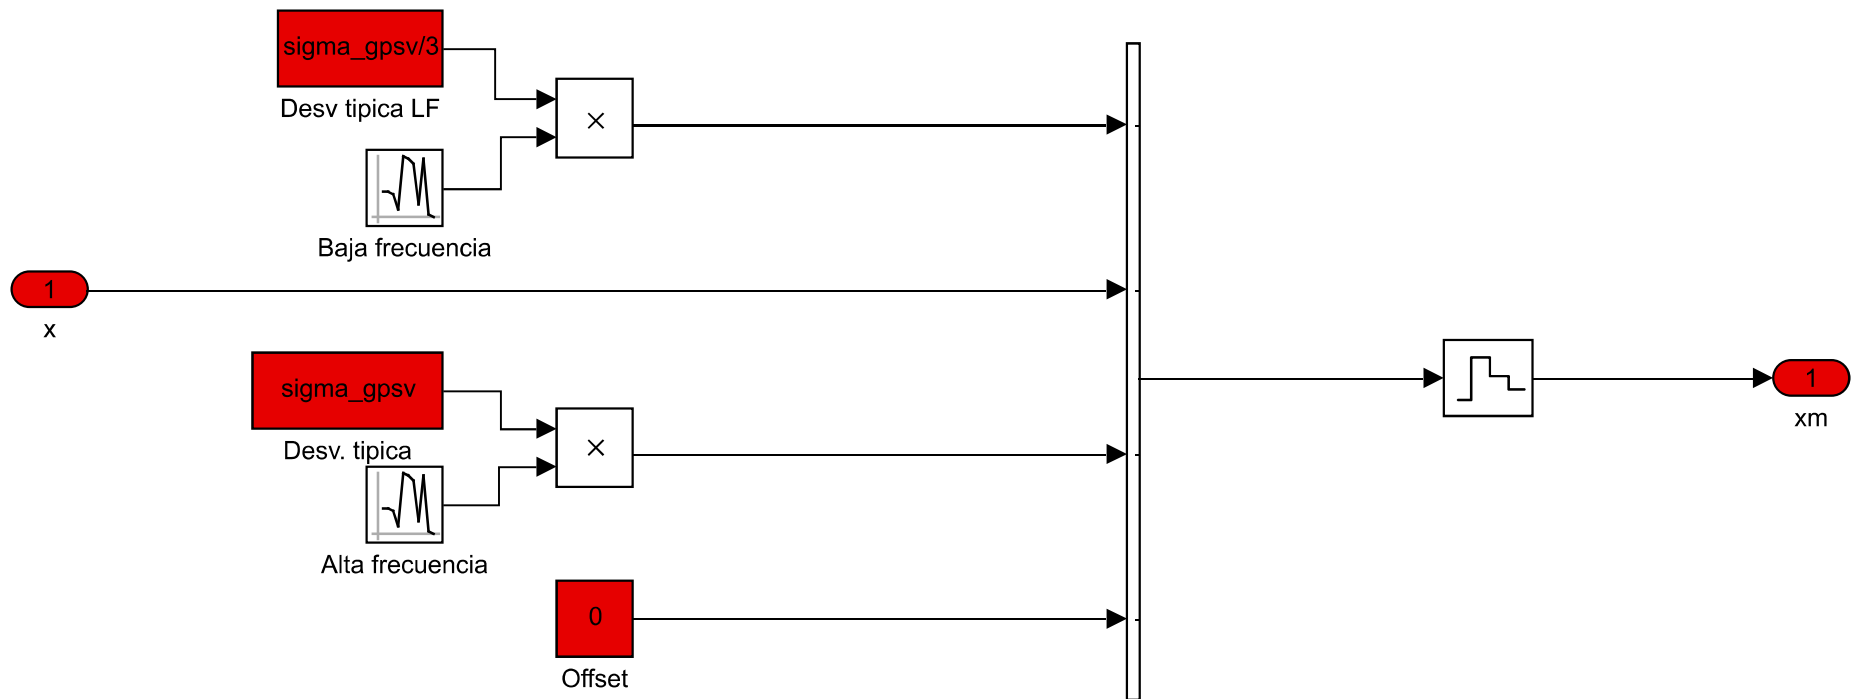 sigma_gpsv/3
Desv tipica LF
×
Baja frecuencia
1
x
sigma_gpsv
Desv. tipica
×
Alta frecuencia
0
Offset
1
xm